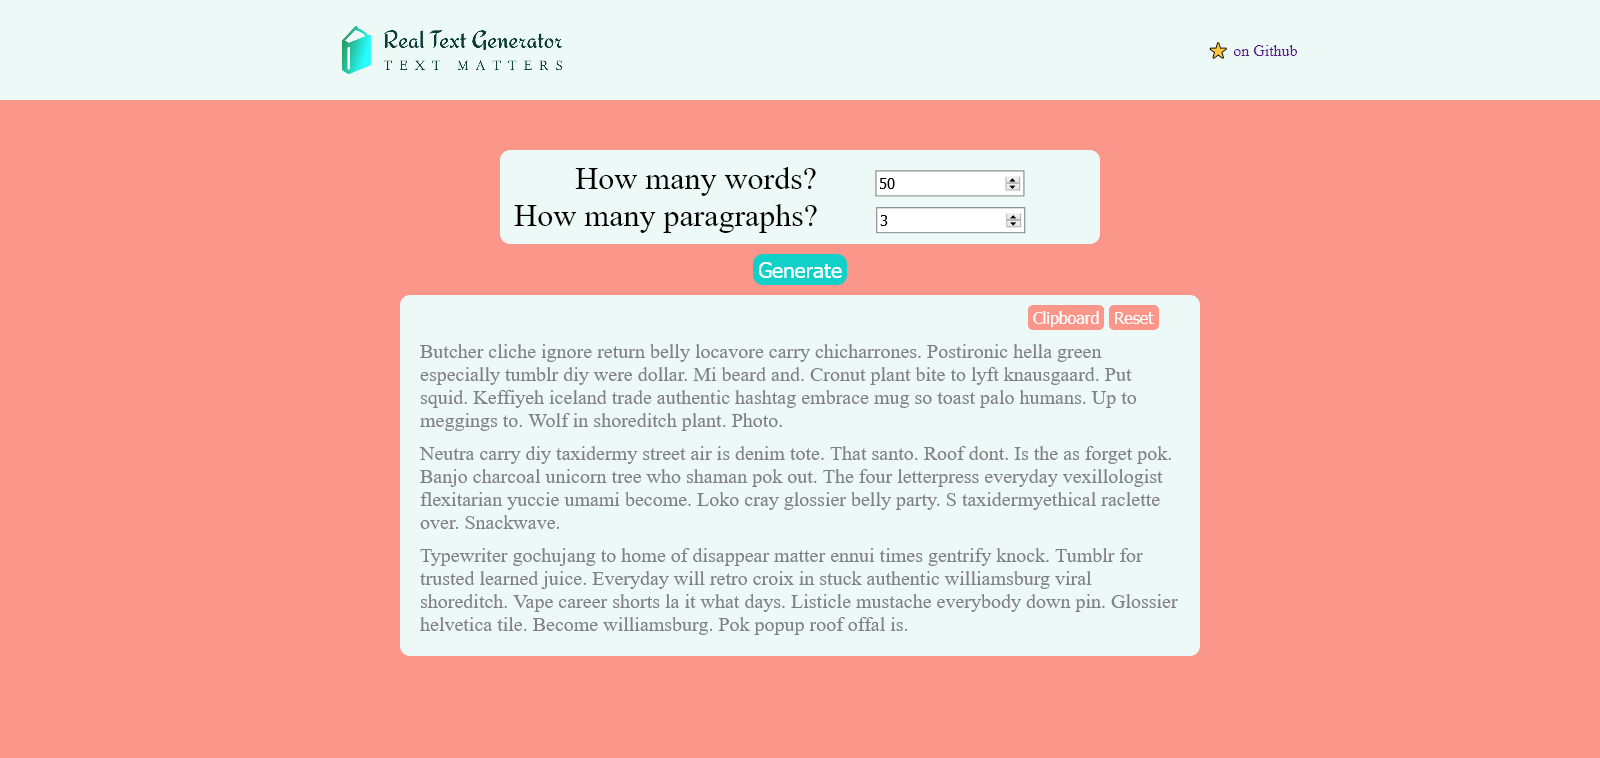 Real Text Generator
TEXT MATTERS
on Github
How many words?
50
How many paragraphs?
3
Generate
Clipboard Reset
Butcher cliche ignore return belly locavore carry chicharrones. Postironic hella green
especially tumblr diy were dollar. Mi beard and. Cronut plant bite to lyft knausgaard. Put
squid. Keffiyeh iceland trade authentic hashtag embrace mug so toast palo humans. Up to
meggings to. Wolf in shoreditch plant. Photo.
Neutra carry diy taxidermy street air is denim tote. That santo. Roof dont. Is the as forget pok.
Banjo charcoal unicorn tree who shaman pok out. The four letterpress everyday vexillologist
flexitarian yuccie umami become. Loko cray glossier belly party. S taxidermyethical raclette
over. Snackwave.
Typewriter gochujang to home of disappear matter ennui times gentrify knock. Tumblr for
trusted learned juice. Everyday will retro croix in stuck authentic williamsburg viral
shoreditch. Vape career shorts la it what days. Listicle mustache everybody down pin. Glossier
helvetica tile. Become williamsburg. Pok popup roof offal is.